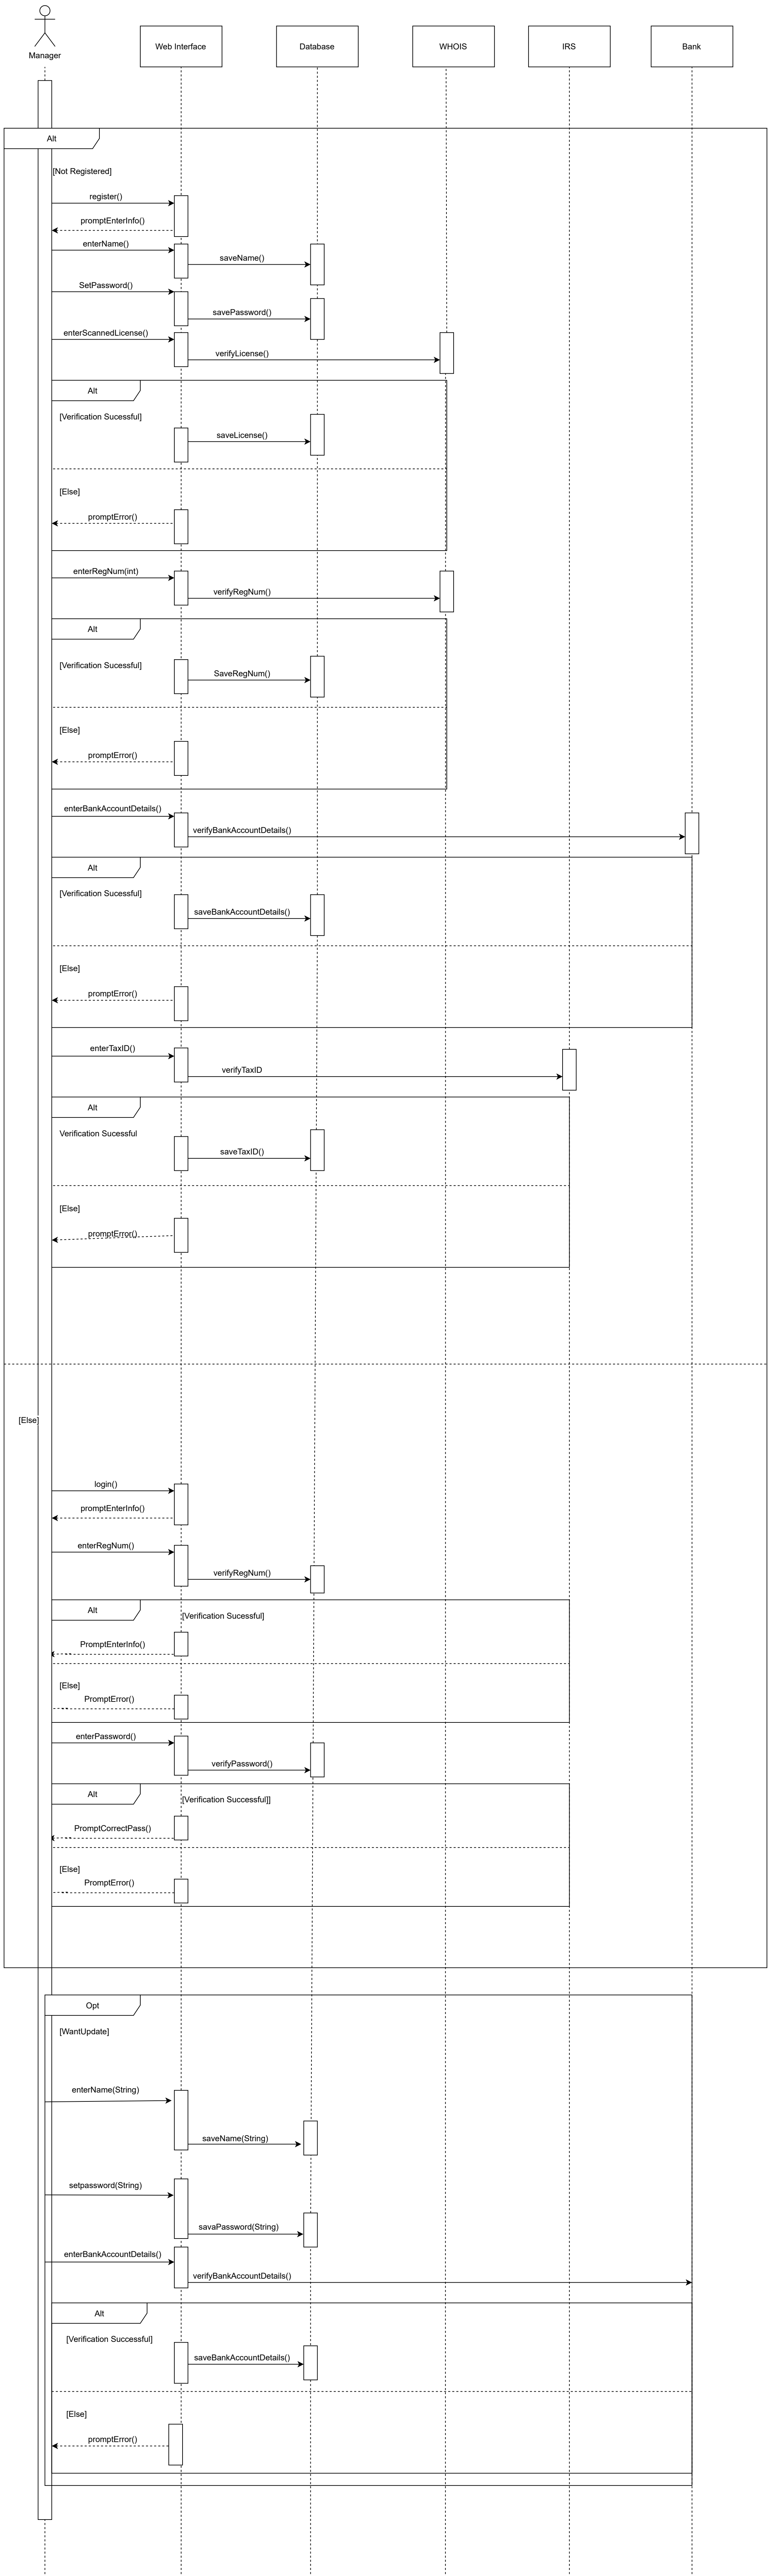 Manager
Web Interface
Database
WHOIS
IRS
Bank
Alt
[Not Registered]
register()
promptEnterInfo()
enterName()
saveName()
SetPassword()
savePassword()
enterScannedLicense()
verifyLicense()
Alt
[Verification Sucessful]
saveLicense()
[Else]
promptError()
enterRegNum(int)
verifyRegNum()
Alt
[Verification Sucessful]
SaveRegNum()
[Else]
promptError()
enterBankAccountDetails()
verifyBankAccountDetails()
Alt
[Verification Sucessful]
saveBankAccountDetails()
[Else]
promptError()
enterTaxID()
verifyTaxID
Alt
Verification Sucessful
saveTaxID()
[Else]
promptError()
[Else]
login()
promptEnterInfo()
enterRegNum()
verifyRegNum()
Alt
[Verification Sucessful]
PromptEnterInfo()
[Else]
PromptError()
enterPassword()
verifyPassword()
Alt
[Verification Successful]]
PromptCorrectPass()
[Else]
PromptError()
Opt
[WantUpdate]
enterName(String)
saveName(String)
setpassword(String)
savaPassword(String)
enterBankAccountDetails()
verifyBankAccountDetails()
Alt
[Verification Successful]
saveBankAccountDetails()
[Else]
promptError()